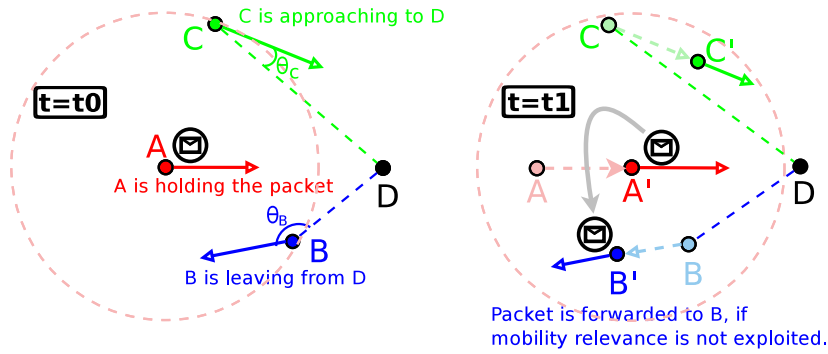 C is approaching to D
C
θC
t=t0
A
A is holding the packet
D
θB
B
B is leaving from D
C
C'
t=t1
A
A'
D
B'
B
Packet is forwarded to B, if
mobility relevance is not exploited.